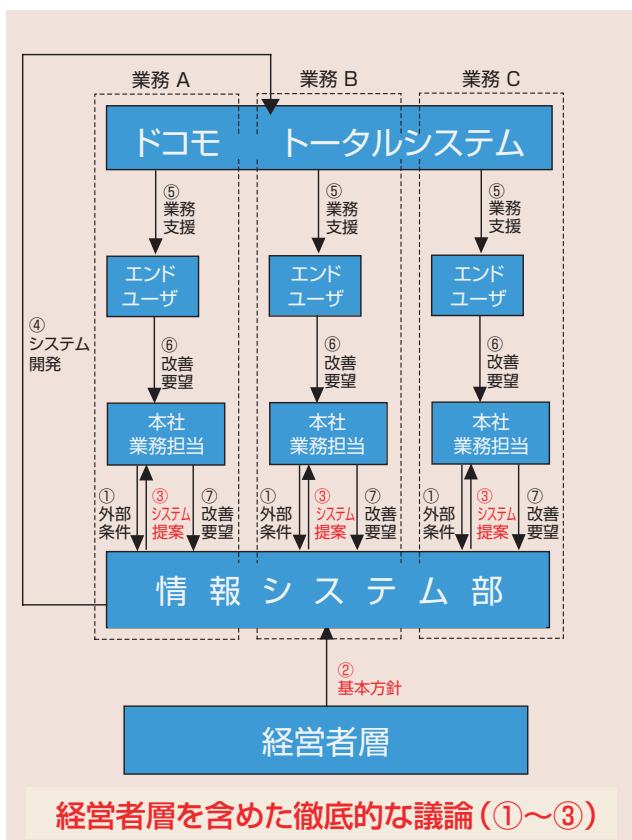 業務 A
業務 B
業務 C
ドコモ トータルシステム
⑤
業務
支援
⑤
業務
支援
⑤
業務
支援
エンド
ユーザ
エンド
ユーザ
エンド
ユーザ
④
システム
開発
⑥
改善
要望
⑥
改善
要望
⑥
改善
要望
本社
業務担当
本社
業務担当
本社
業務担当
①
外部
条件
③
システム
提案
⑦
改善
要望
①
外部
条件
③
システム
提案
⑦
改善
要望
①
外部
条件
③
システム
提案
⑦
改善
要望
情報システム部
②
基本方針
経営者層
経営者層を含めた徹底的な議論(①〜③)